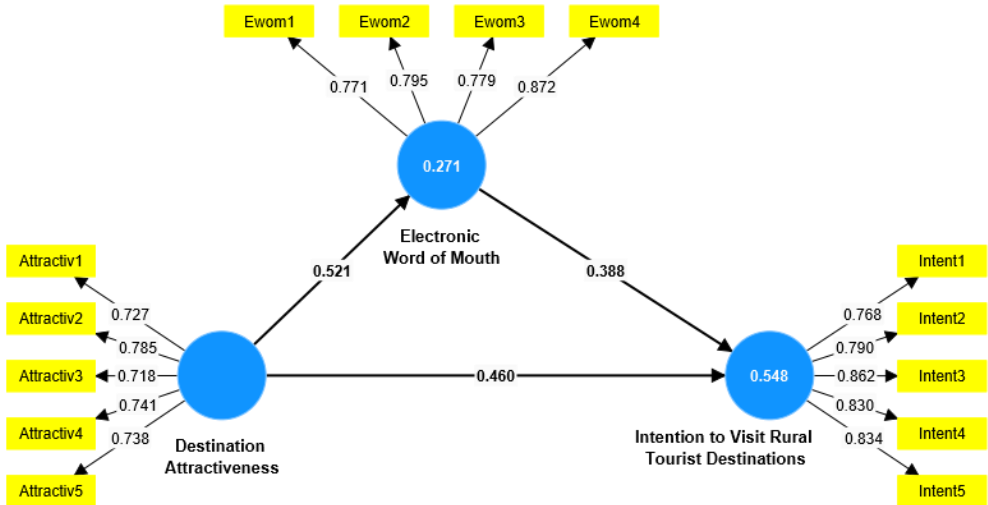 Ewom1
Ewom2
Ewom3
Ewom4
0.771
0.795
0.779
0.872
0.271
Electronic
Word of Mouth
0.521
0.388
Attractiv1
Attractiv2
Attractiv3
Attractiv4
Attractiv5
0.727
0.785
0.718
0.741
0.738
Destination
Attractiveness
0.460
0.548
Intention to Visit Rural
Tourist Destinations
0.768
0.790
0.862
0.830
0.834
Intent1
Intent2
Intent3
Intent4
Intent5